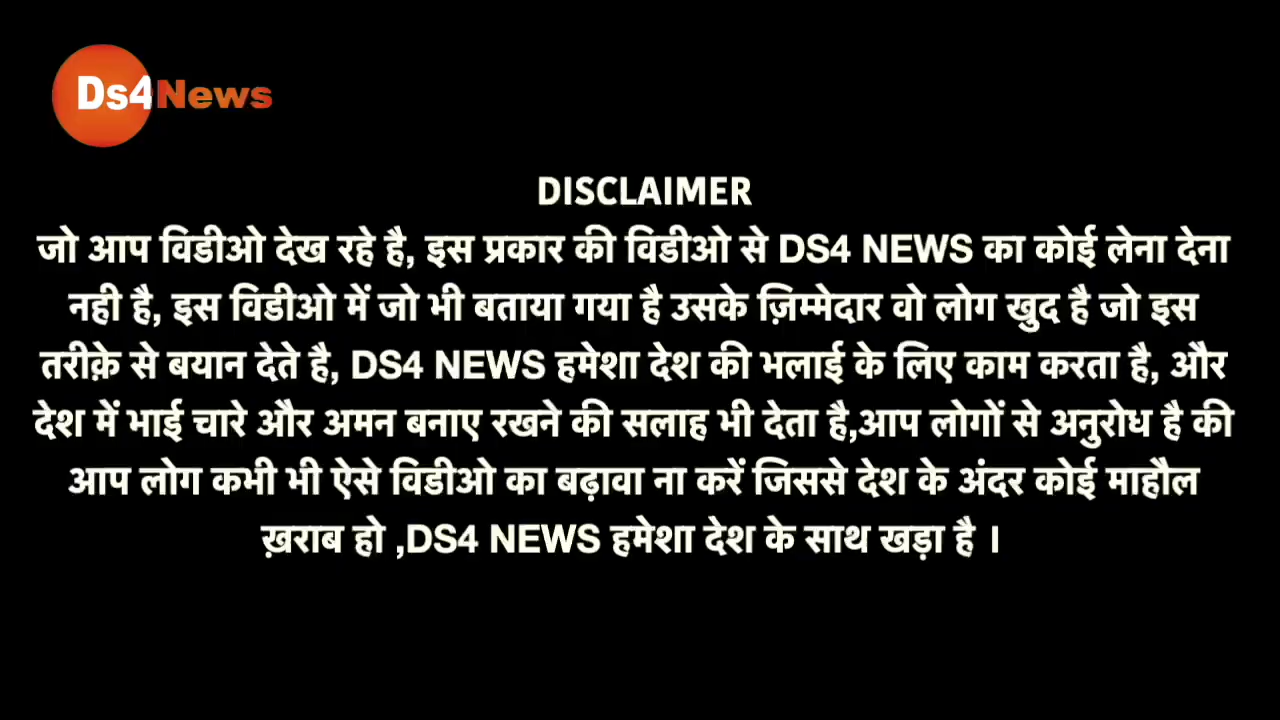 Ds4News
DISCLAIMER
जो आप विडीओ देख रहे है, इस प्रकार की विडीओ से DS4 NEWS का कोई लेना देना
नही है, इस विडीओ में जो भी बताया गया है उसके ज़िम्मेदार वो लोग खुद है जो इस
तरीक़े से बयान देते है, DS4 NEWS हमेशा देश की भलाई के लिए काम करता है, और
देश में भाई चारे और अमन बनाए रखने की सलाह भी देता है,आप लोगों से अनुरोध है की
आप लोग कभी भी ऐसे विडीओ का बढ़ावा ना करें जिससे देश के अंदर कोई माहौल
ख़राब हो ,DS4 NEWS हमेशा देश के साथ खड़ा है ।